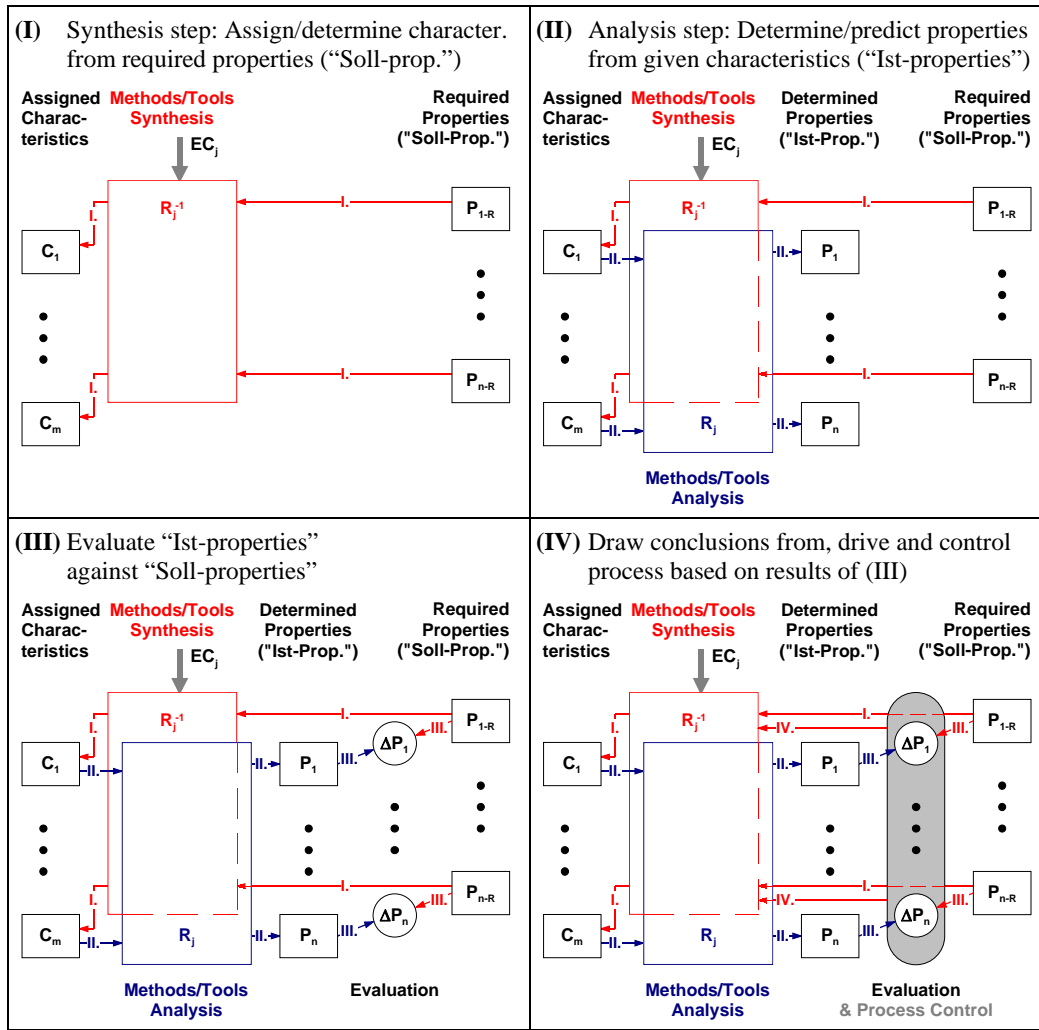 (I) Synthesis step: Assign/determine character.
from required properties (“Soll-prop.”)
Assigned
Charac-
teristics
Methods/Tools
Synthesis
Required
Properties
("Soll-Prop.")
ECj
Rj-1
I.
P1-R
I.
C1
I.
Pn-R
I.
Cm
(II) Analysis step: Determine/predict properties
from given characteristics (“Ist-properties”)
Assigned
Charac-
teristics
Methods/Tools
Synthesis
Determined
Properties
("Ist-Prop.")
Required
Properties
("Soll-Prop.")
ECj
Rj-1
I.
P1-R
I.
C1
II.
II.
P1
I.
Pn-R
I.
Cm
II.
Rj
II.
Pn
Methods/Tools
Analysis
(III) Evaluate “Ist-properties”
against “Soll-properties”
Assigned
Charac-
teristics
Methods/Tools
Synthesis
Determined
Properties
("Ist-Prop.")
Required
Properties
("Soll-Prop.")
ECj
Rj-1
I.
P1-R
I.
III.
ΔP1
C1
II.
II.
P1
III.
I.
Pn-R
I.
III.
ΔPn
Cm
II.
Rj
II.
Pn
III.
Methods/Tools
Analysis
Evaluation
(IV) Draw conclusions from, drive and control
process based on results of (III)
Assigned
Charac-
teristics
Methods/Tools
Synthesis
Determined
Properties
("Ist-Prop.")
Required
Properties
("Soll-Prop.")
ECj
Rj-1
I.
P1-R
I.
IV.
III.
ΔP1
C1
II.
II.
P1
III.
I.
Pn-R
I.
IV.
III.
ΔPn
Cm
II.
Rj
II.
Pn
III.
Methods/Tools
Analysis
Evaluation
& Process Control